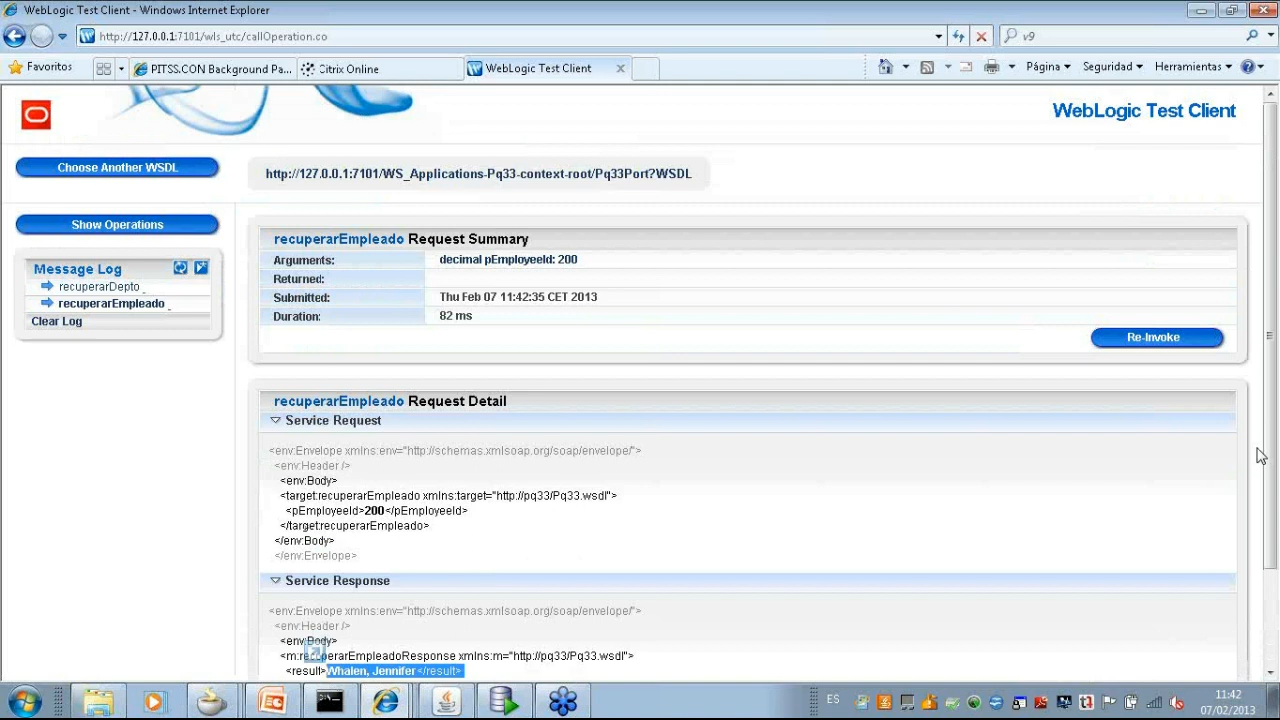 WebLogic Test Client - Windows Internet Explorer
http://127.0.0.1:7101/wls_utc/callOperation.co
v9
Favoritos
PITSS.CON Background Pa...
Citrix Online
WebLogic Test Client
Página
Seguridad
Herramientas
WebLogic Test Client
Choose Another WSDL
http://127.0.0.1:7101/WS_Applications-Pq33-context-root/Pq33Port?WSDL
Show Operations
Message Log
recuperarDepto
recuperarEmpleado
Clear Log
recuperarEmpleado Request Summary
Arguments: decimal pEmployeeId: 200
Returned:
Submitted: Thu Feb 07 11:42:35 CET 2013
Duration: 82 ms
Re-Invoke
recuperarEmpleado Request Detail
Service Request
<env:Envelope xmlns:env="http://schemas.xmlsoap.org/soap/envelope/">
<env:Header />
<env:Body>
<target:recuperarEmpleado xmlns:target="http://pq33/Pq33.wsdl">
<pEmployeeId>200</pEmployeeId>
</target:recuperarEmpleado>
</env:Body>
</env:Envelope>
Service Response
<env:Envelope xmlns:env="http://schemas.xmlsoap.org/soap/envelope/">
<env:Header />
<env:Body>
<m:recuperarEmpleadoResponse xmlns:m="http://pq33/Pq33.wsdl">
<result>Whalen, Jennifer</result>
ES
11:42
07/02/2013